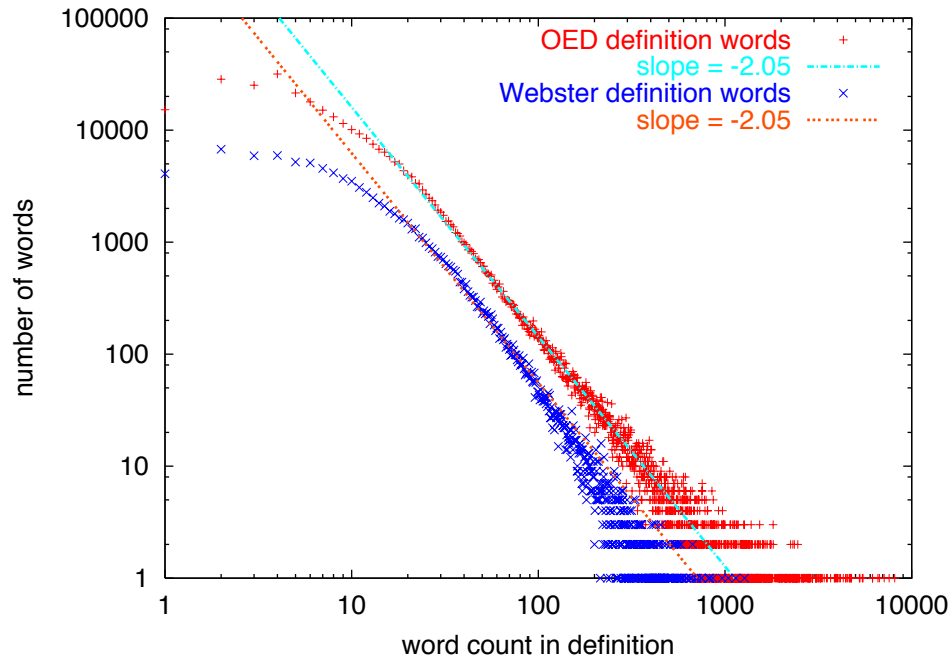 100000
10000
1000
100
10
1
1
10
100
1000
10000
number of words
word count in definition
OED definition words
slope = -2.05
Webster definition words
slope = -2.05